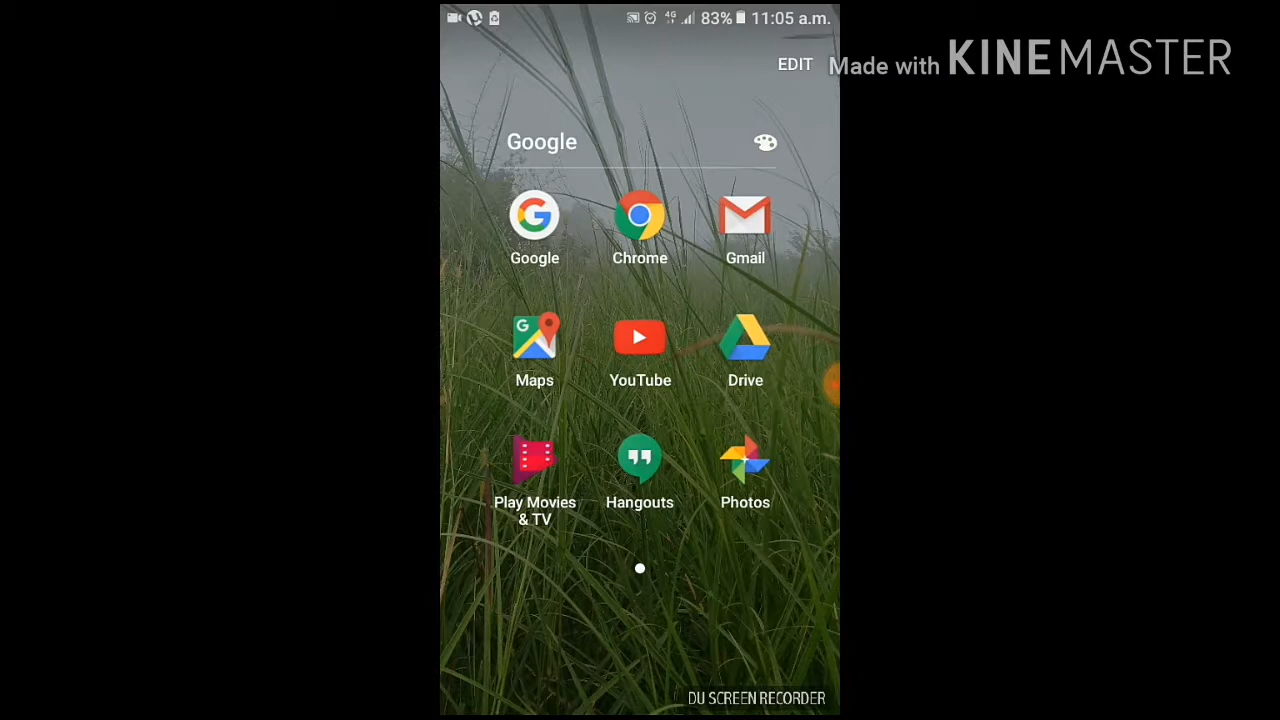 83% 11:05 a.m.
4G
EDIT
Made with KINEMASTER
Google
Google Chrome Gmail
Maps YouTube Drive
Play Movies & TV Hangouts Photos
DU SCREEN RECORDER